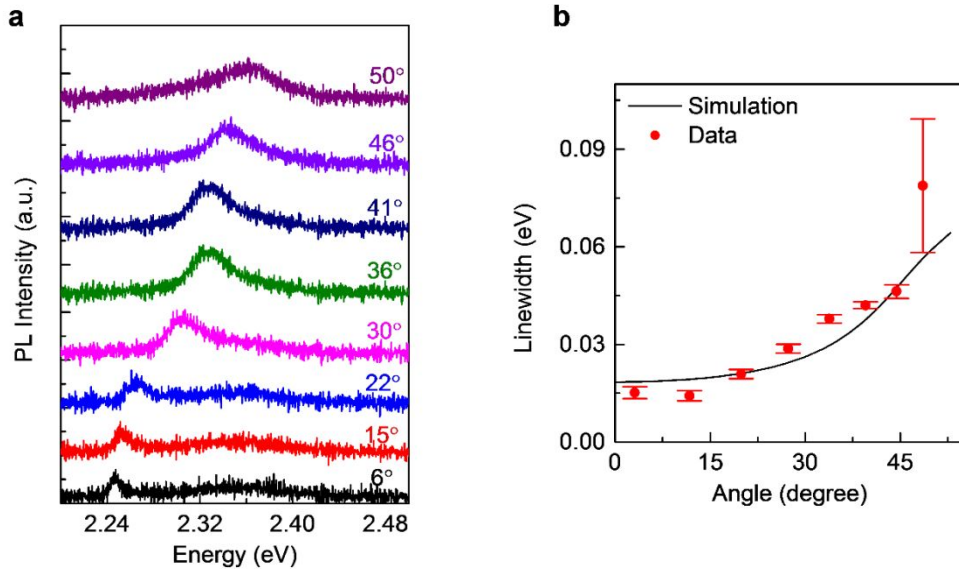 a
50°
46°
41°
36°
30°
22°
15°
6°
PL Intensity (a.u.)
2.24 2.32 2.40 2.48
Energy (eV)
b
Simulation
Data
0.09
0.06
0.03
0.00
Linewidth (eV)
0 15 30 45
Angle (degree)